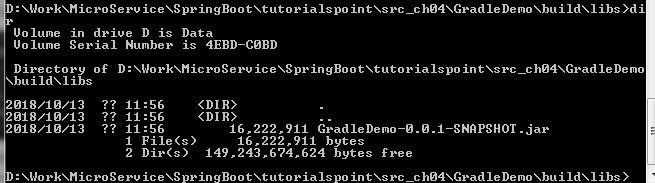 D:\Work\MicroService\SpringBoot\tutorialspoint\src_ch04\GradleDemo\build\libs>di
r
 Volume in drive D is Data
 Volume Serial Number is 4EBD-C0BD

 Directory of D:\Work\MicroService\SpringBoot\tutorialspoint\src_ch04\GradleDemo
\build\libs

2018/10/13  ?? 11:56    <DIR>          .
2018/10/13  ?? 11:56    <DIR>          ..
2018/10/13  ?? 11:56        16,222,911 GradleDemo-0.0.1-SNAPSHOT.jar
               1 File(s)     16,222,911 bytes
               2 Dir(s)  149,243,674,624 bytes free

D:\Work\MicroService\SpringBoot\tutorialspoint\src_ch04\GradleDemo\build\libs>